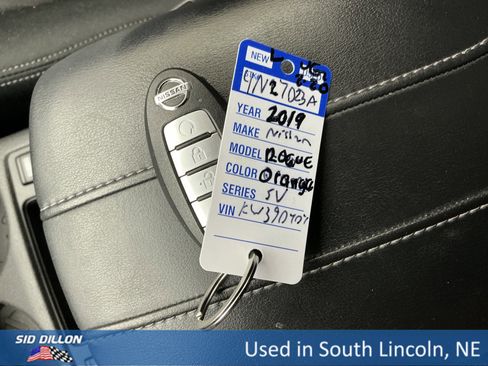 NEW L
4N27023A
YEAR 2019
MAKE Nissan
MODEL ROGUE
COLOR Orange
SERIES SV
VIN
NISSAN
SID DILLON
Used in South Lincoln, NE